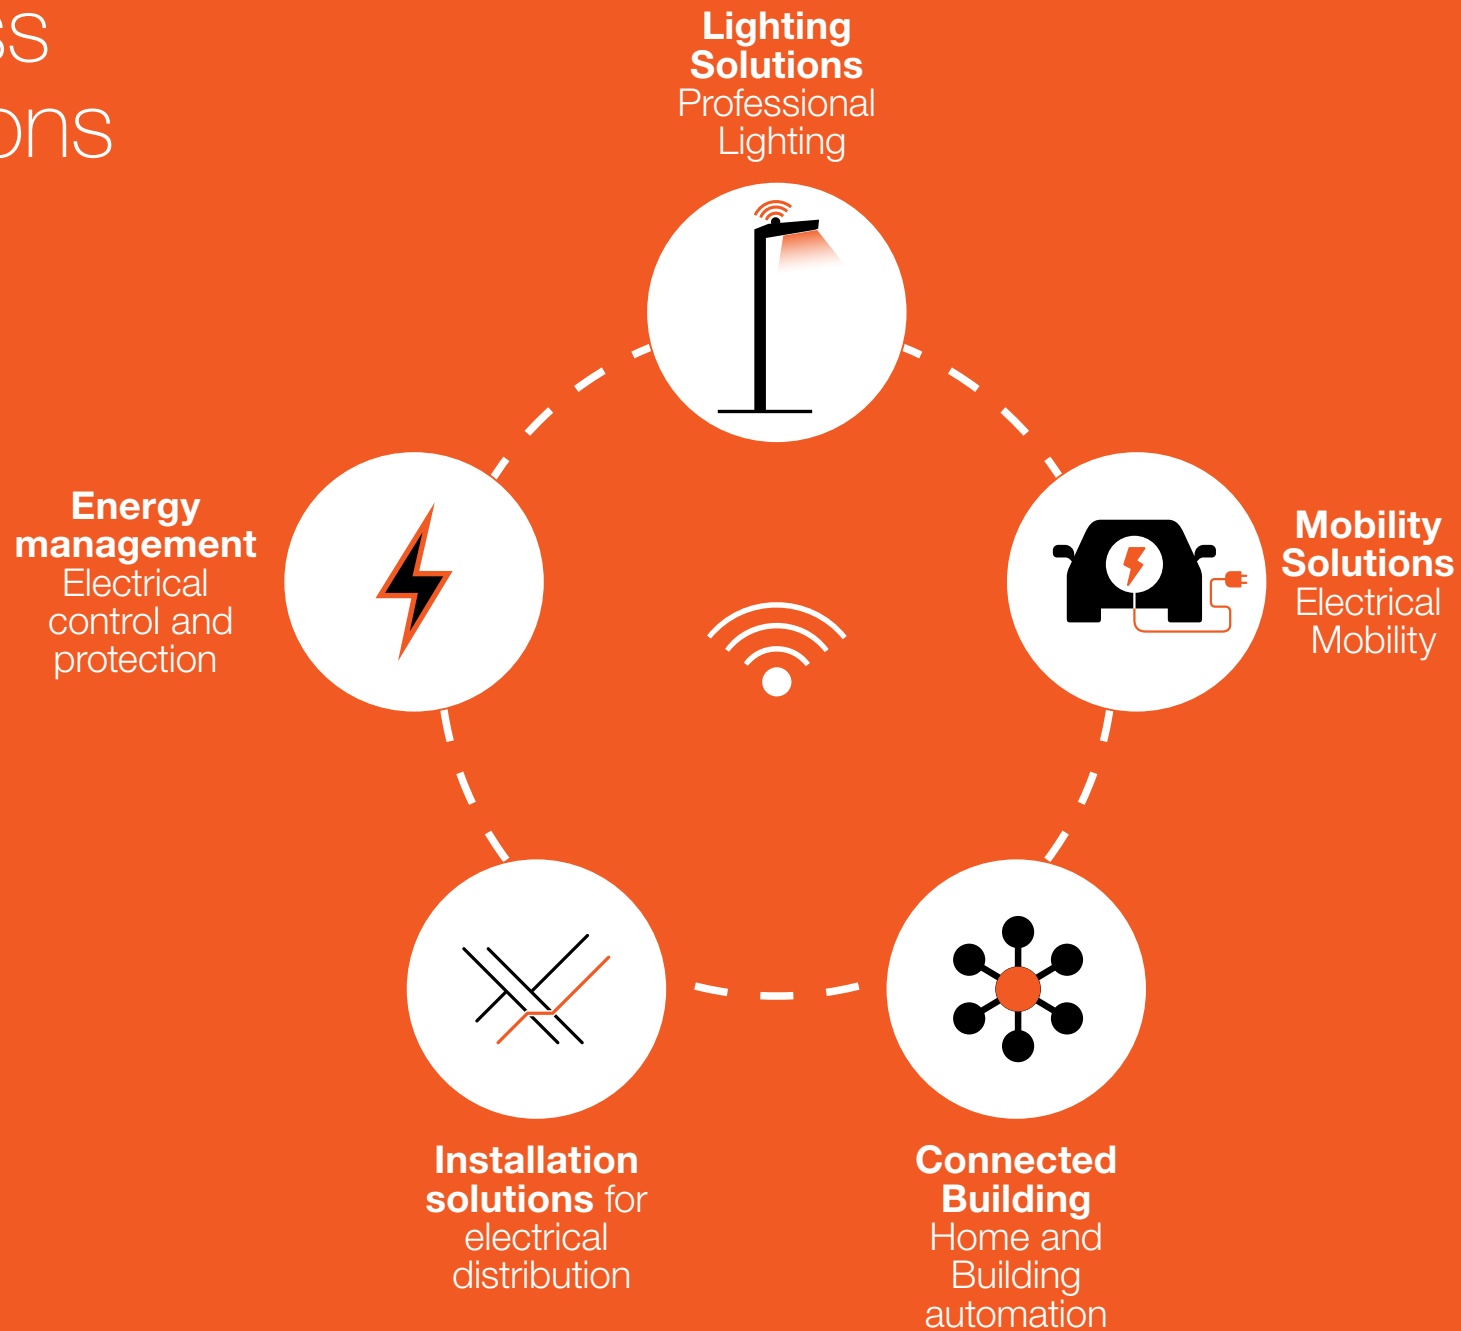 ss
ons
Lighting
Solutions
Professional
Lighting
Energy
management
Electrical
control and
protection
Mobility
Solutions
Electrical
Mobility
Installation
solutions for
electrical
distribution
Connected
Building
Home and
Building
automation